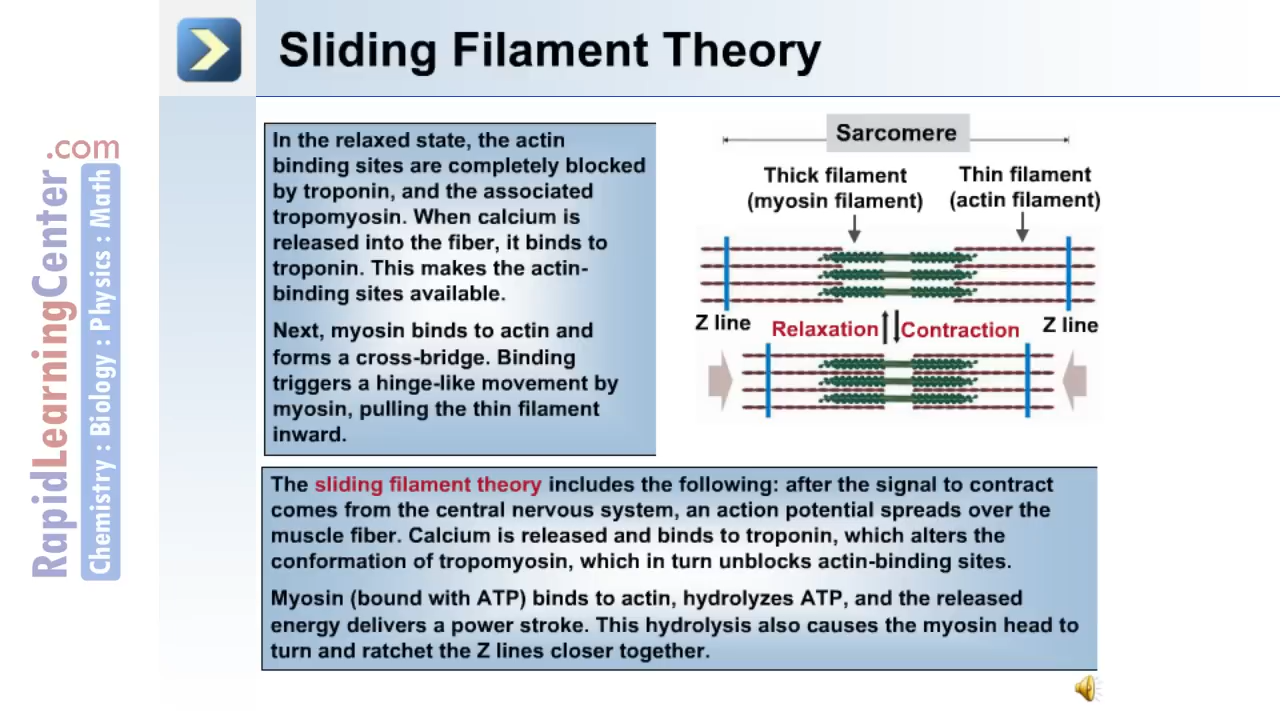 Sliding Filament Theory
RapidLearningCenter.com
Chemistry : Biology : Physics : Math
In the relaxed state, the actin
binding sites are completely blocked
by troponin, and the associated
tropomyosin. When calcium is
released into the fiber, it binds to
troponin. This makes the actin-
binding sites available.
Next, myosin binds to actin and
forms a cross-bridge. Binding
triggers a hinge-like movement by
myosin, pulling the thin filament
inward.
Sarcomere
Thick filament
(myosin filament)
Thin filament
(actin filament)
Z line
Relaxation
Contraction
Z line
The sliding filament theory includes the following: after the signal to contract
comes from the central nervous system, an action potential spreads over the
muscle fiber. Calcium is released and binds to troponin, which alters the
conformation of tropomyosin, which in turn unblocks actin-binding sites.
Myosin (bound with ATP) binds to actin, hydrolyzes ATP, and the released
energy delivers a power stroke. This hydrolysis also causes the myosin head to
turn and ratchet the Z lines closer together.